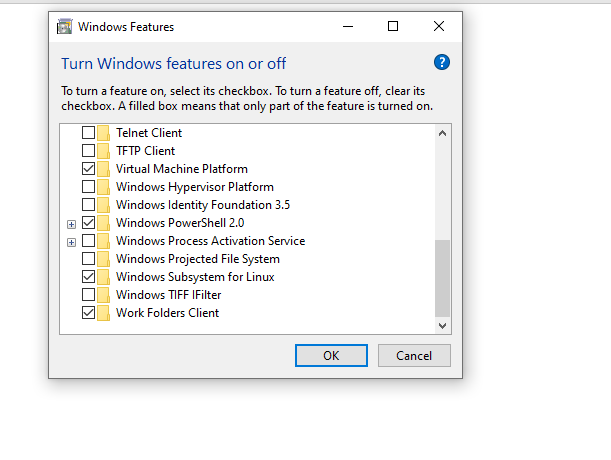 Windows Features
Turn Windows features on or off
?
To turn a feature on, select its checkbox. To turn a feature off, clear its
checkbox. A filled box means that only part of the feature is turned on.
Telnet Client
TFTP Client
Virtual Machine Platform
Windows Hypervisor Platform
Windows Identity Foundation 3.5
Windows PowerShell 2.0
Windows Process Activation Service
Windows Projected File System
Windows Subsystem for Linux
Windows TIFF IFilter
Work Folders Client
OK Cancel